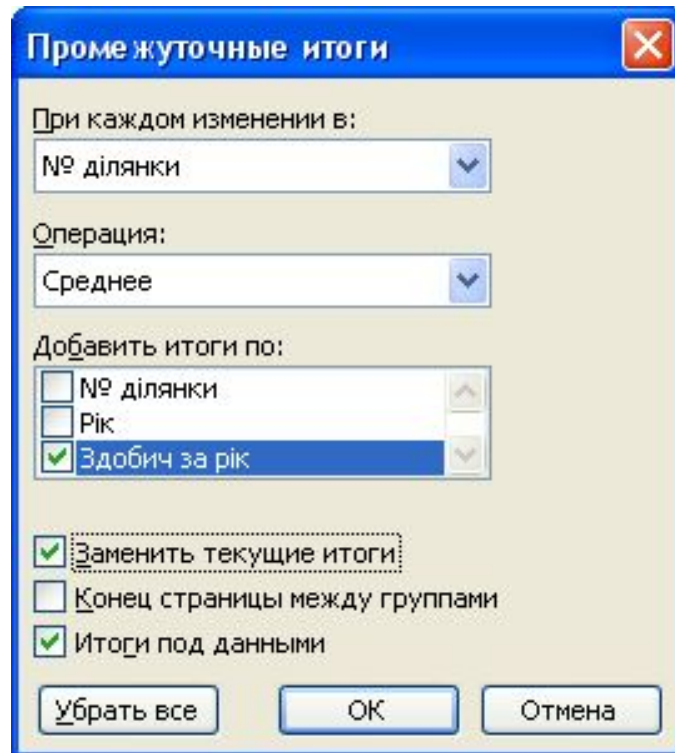 Промежуточные итоги
При каждом изменении в:
№ ділянки
Операция:
Среднее
Добавить итоги по:
№ ділянки
Рік
Здобич за рік
Заменить текущие итоги
Конец страницы между группами
Итоги под данными
Убрать все ОК Отмена